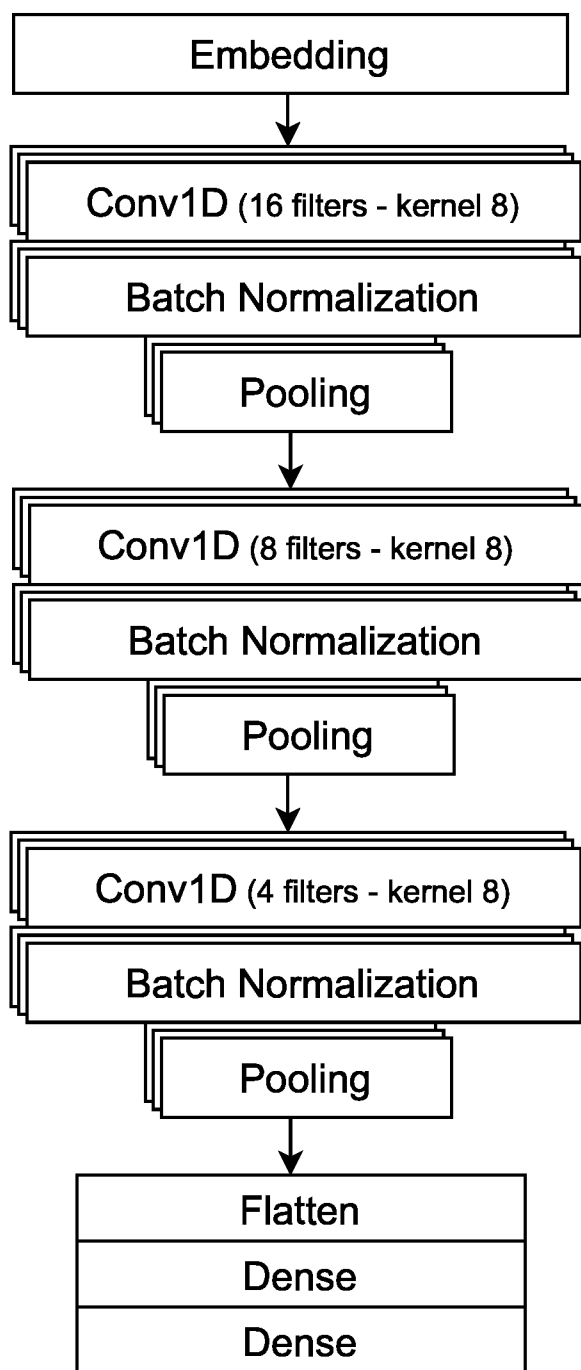 Embedding
Conv1D (16 filters - kernel 8)
Batch Normalization
Pooling
Conv1D (8 filters - kernel 8)
Batch Normalization
Pooling
Conv1D (4 filters - kernel 8)
Batch Normalization
Pooling
Flatten
Dense
Dense